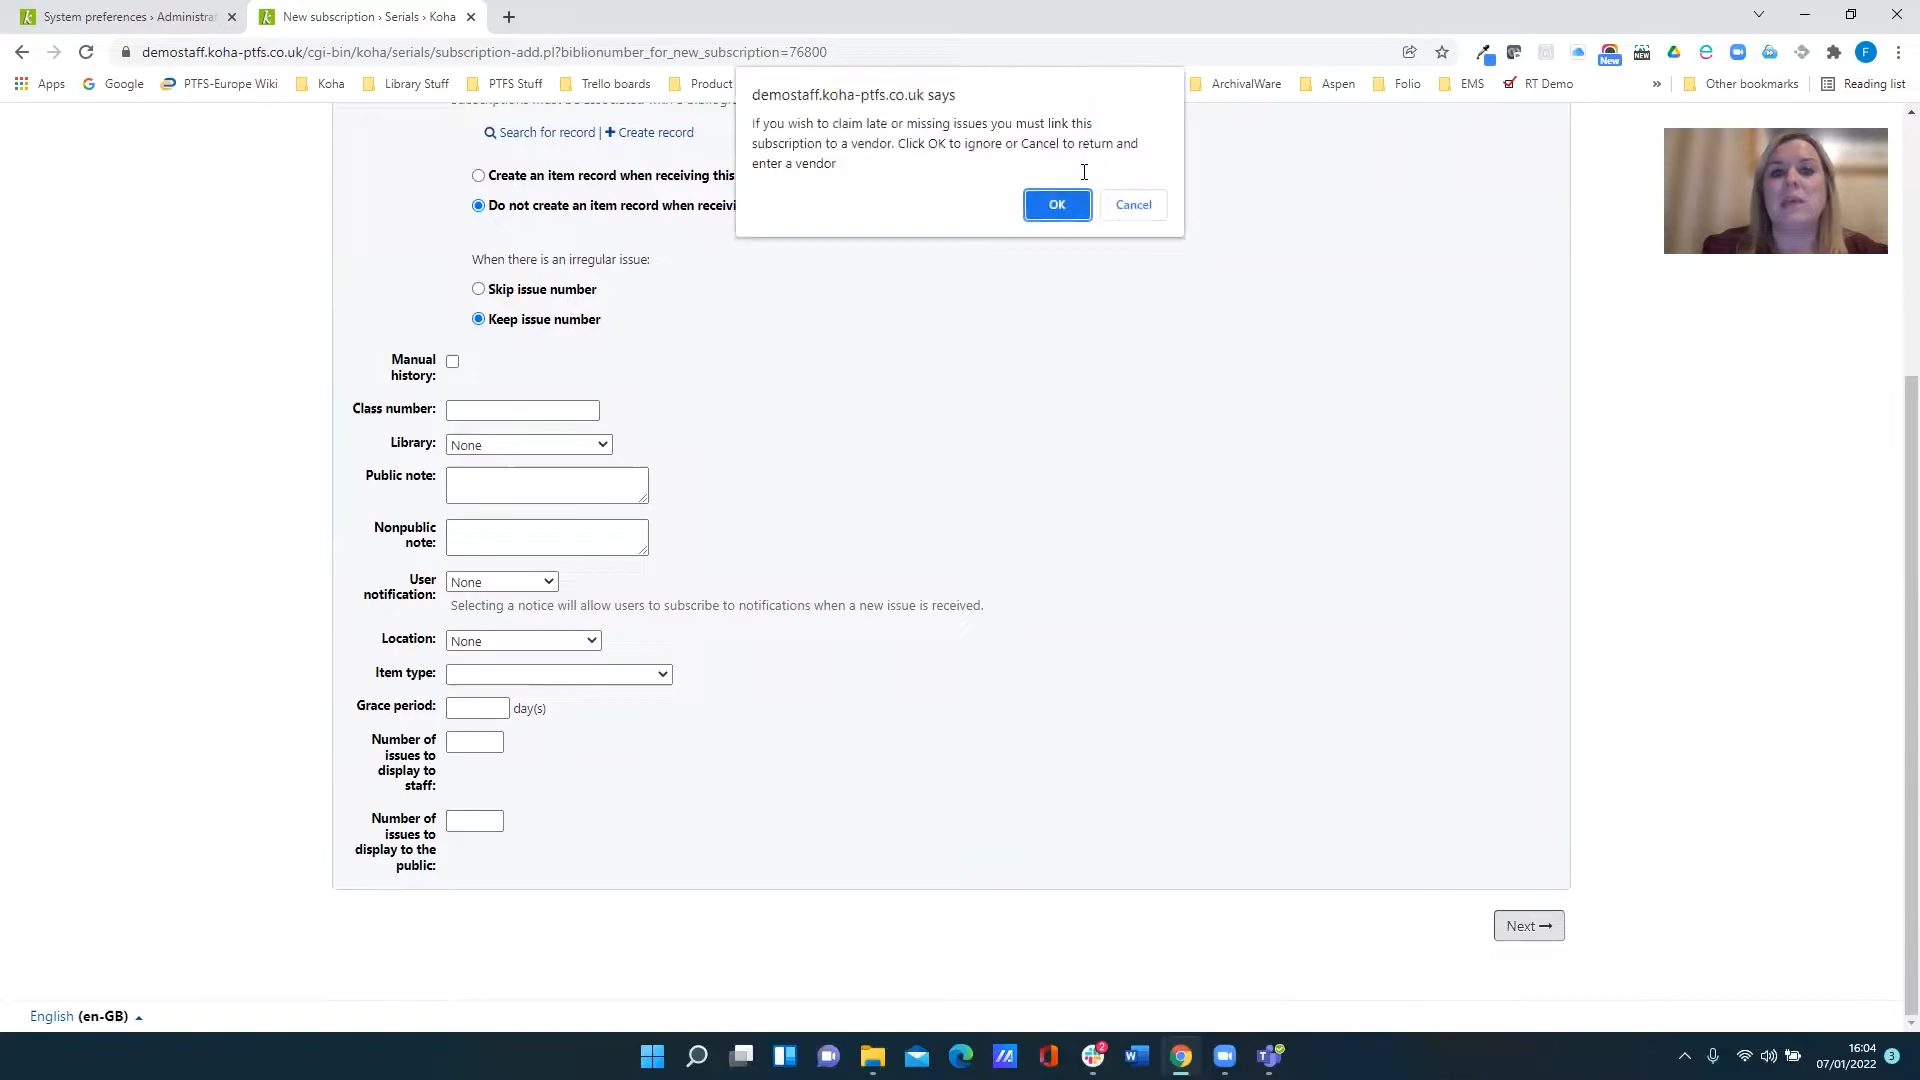 System preferences › Administrat
New subscription › Serials › Koha
demostaff.koha-ptfs.co.uk/cgi-bin/koha/serials/subscription-add.pl?biblionumber_for_new_subscription=76800
New
NEW
F
Apps
Google
PTFS-Europe Wiki
Koha
Library Stuff
PTFS Stuff
Trello boards
Product
ArchivalWare
Aspen
Folio
EMS
RT Demo
»
Other bookmarks
Reading list
demostaff.koha-ptfs.co.uk says
If you wish to claim late or missing issues you must link this
subscription to a vendor. Click OK to ignore or Cancel to return and
enter a vendor
OK
Cancel
Search for record | + Create record
Create an item record when receiving this
Do not create an item record when receivi
When there is an irregular issue:
Skip issue number
Keep issue number
Manual
history:
Class number:
Library: None
Public note:
Nonpublic
note:
User
notification: None
Selecting a notice will allow users to subscribe to notifications when a new issue is received.
Location: None
Item type:
Grace period: day(s)
Number of
issues to
display to
staff:
Number of
issues to
display to the
public:
Next →
English (en-GB)
2
16:04
07/01/2022
3